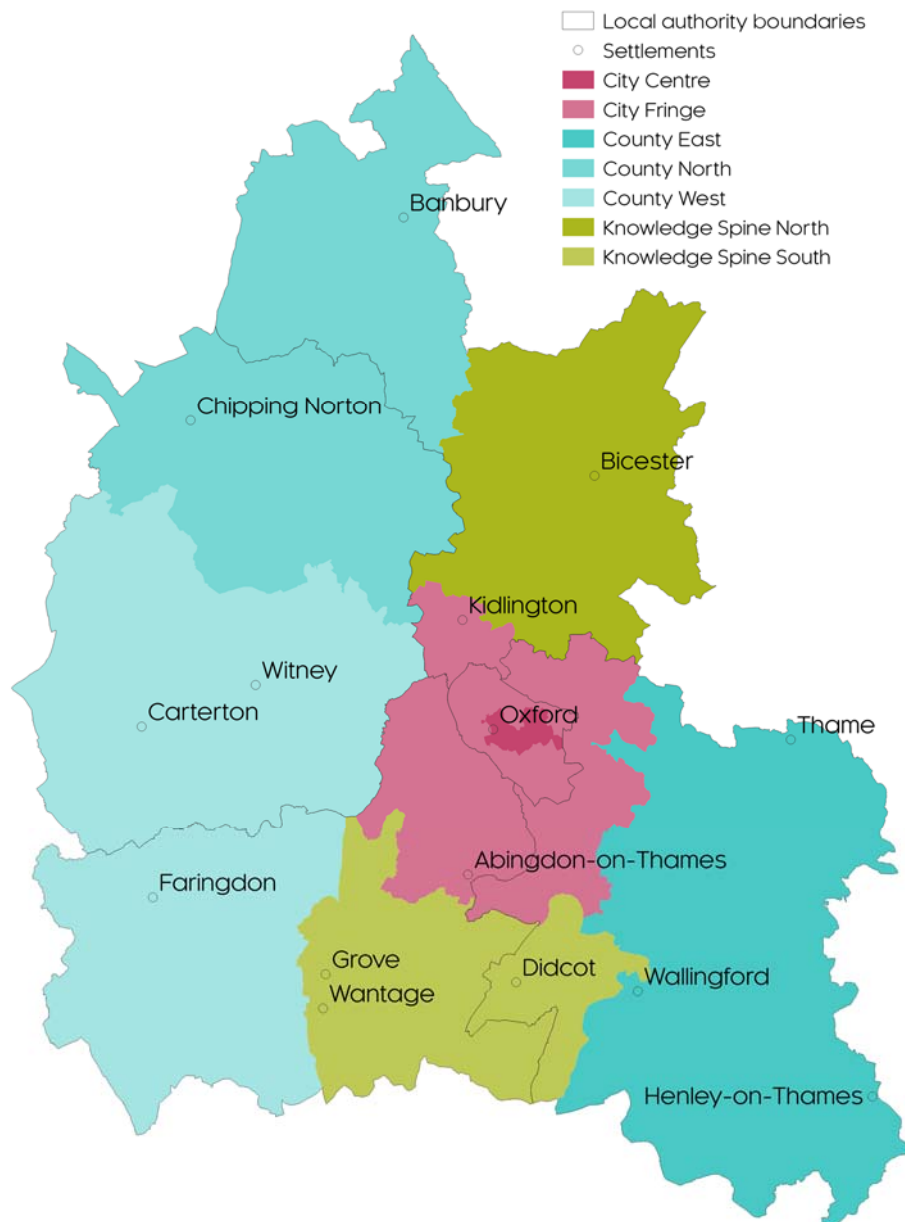 Local authority boundaries
Settlements
City Centre
City Fringe
County East
County North
County West
Knowledge Spine North
Knowledge Spine South
Banbury
Chipping Norton
Bicester
Kidlington
Witney
Carterton
Oxford
Thame
Abingdon-on-Thames
Faringdon
Grove
Didcot
Wantage
Wallingford
Henley-on-Thames